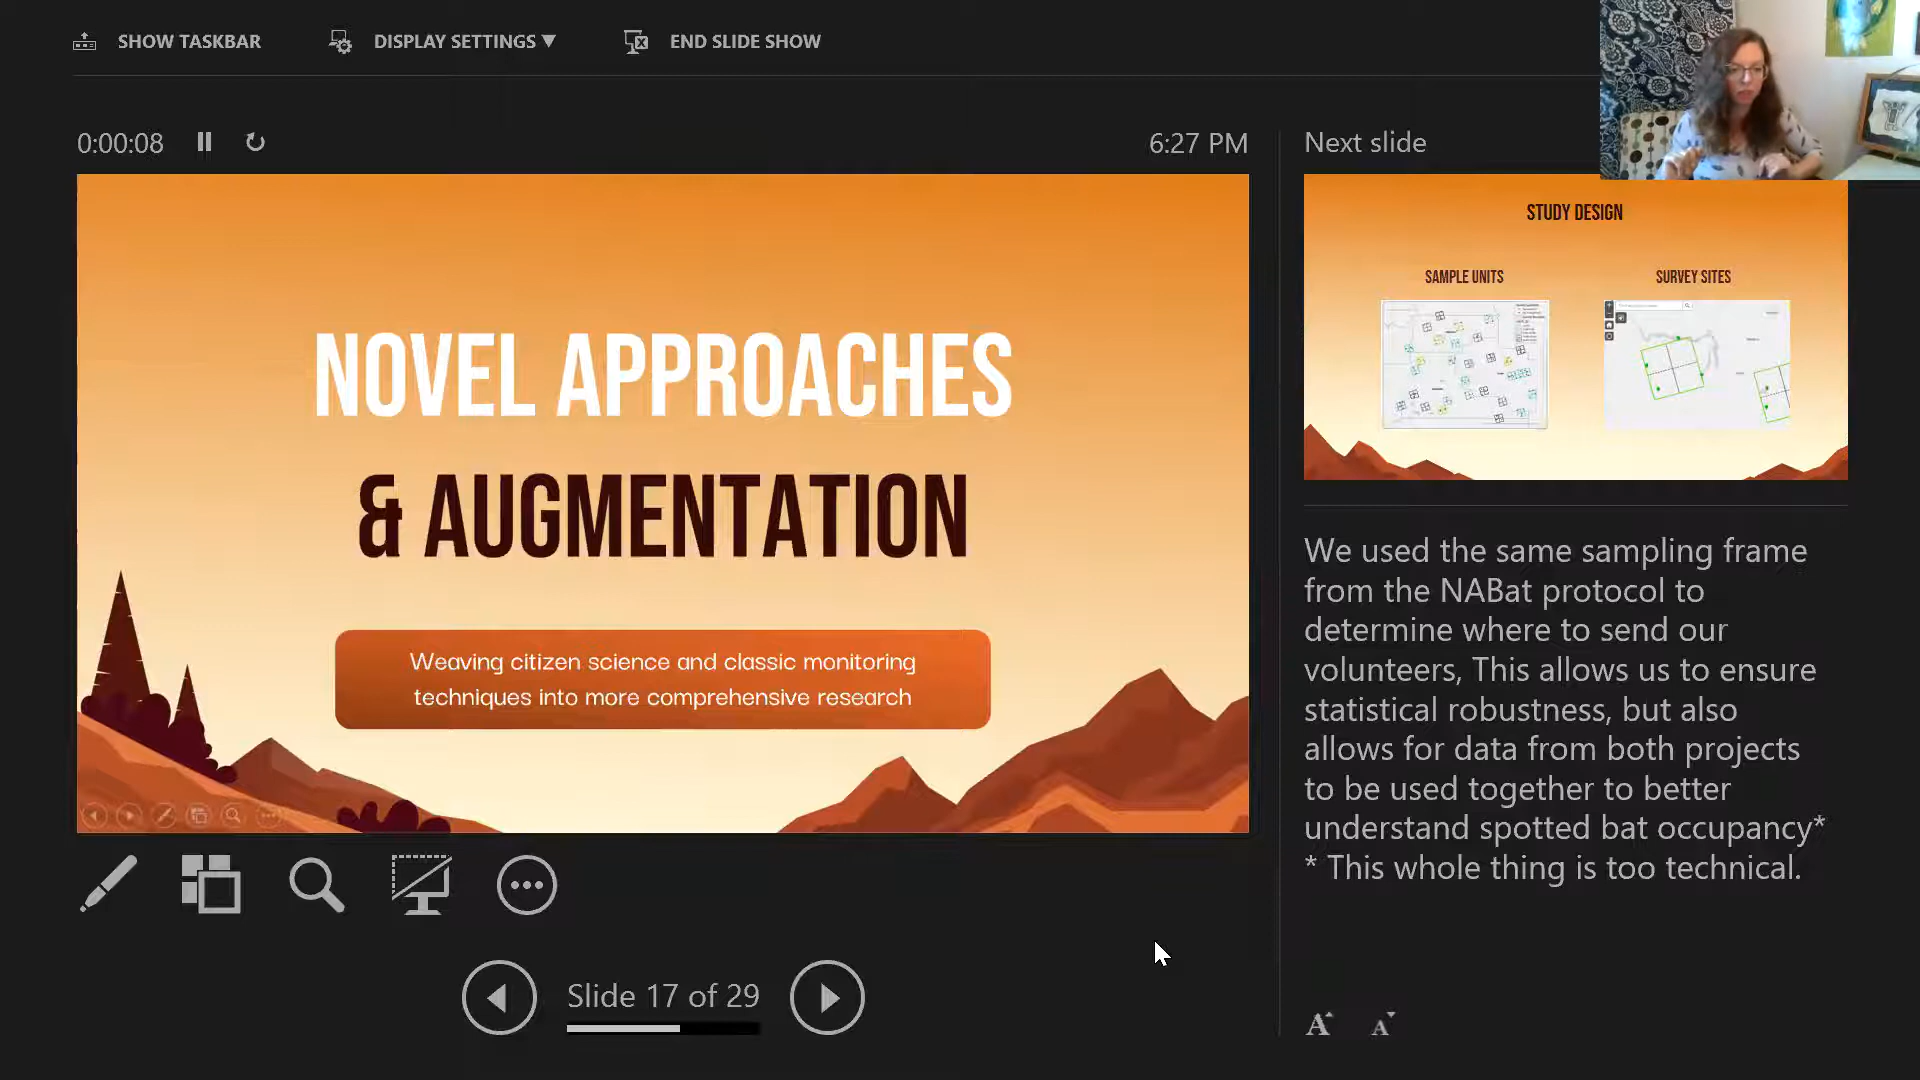 SHOW TASKBAR
DISPLAY SETTINGS ▼
END SLIDE SHOW
0:00:08
6:27 PM
Next slide
NOVEL APPROACHES
& AUGMENTATION
Weaving citizen science and classic monitoring
techniques into more comprehensive research
STUDY DESIGN
SAMPLE UNITS
SURVEY SITES
We used the same sampling frame
from the NABat protocol to
determine where to send our
volunteers, This allows us to ensure
statistical robustness, but also
allows for data from both projects
to be used together to better
understand spotted bat occupancy*
* This whole thing is too technical.
Slide 17 of 29
A A